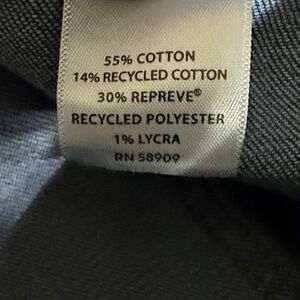 55% COTTON
14% RECYCLED COTTON
30% REPREVE®
RECYCLED POLYESTER
1% LYCRA
RN 58909